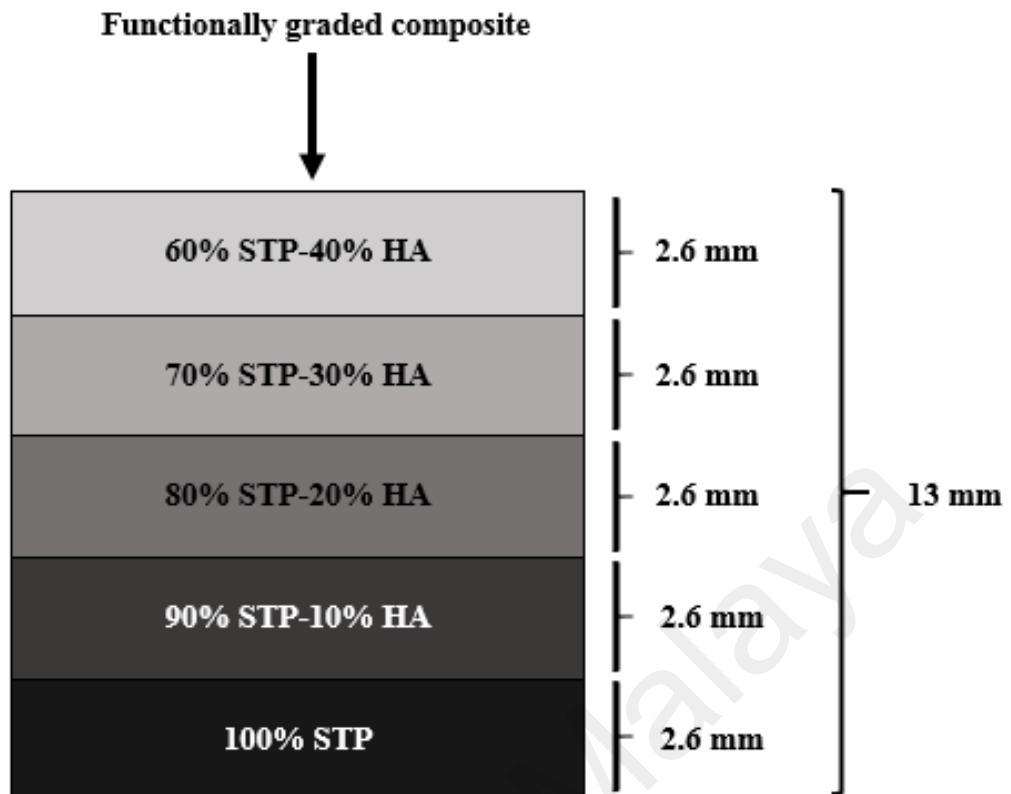 Functionally graded composite
60% STP-40% HA
2.6 mm
70% STP-30% HA
2.6 mm
80% STP-20% HA
2.6 mm
13 mm
90% STP-10% HA
2.6 mm
100% STP
2.6 mm
Malaya